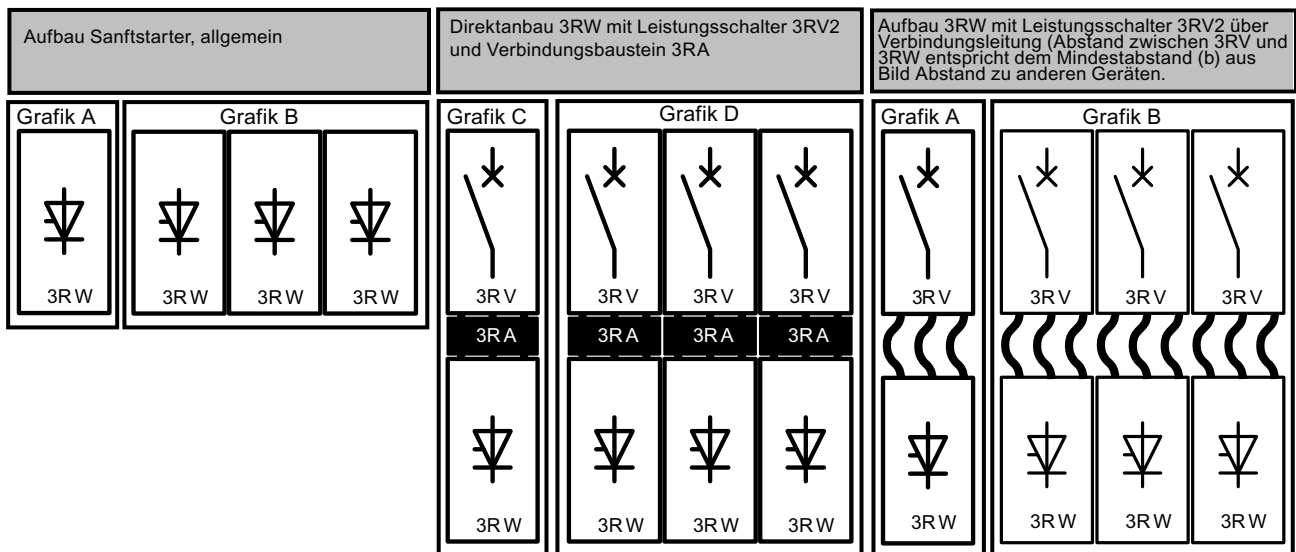 Aufbau Sanftstarter, allgemein
Direktanbau 3RW mit Leistungsschalter 3RV2
und Verbindungsbaustein 3RA
Aufbau 3RW mit Leistungsschalter 3RV2 über
Verbindungsleitung (Abstand zwischen 3RV und
3RW entspricht dem Mindestabstand (b) aus
Bild Abstand zu anderen Geräten.
Grafik A
Grafik B
3RW
3RW
3RW
3RW
Grafik C
Grafik D
3RV
3RV
3RV
3RV
3RA
3RA
3RA
3RA
3RW
3RW
3RW
3RW
Grafik A
Grafik B
3RV
3RV
3RV
3RV
3RW
3RW
3RW
3RW